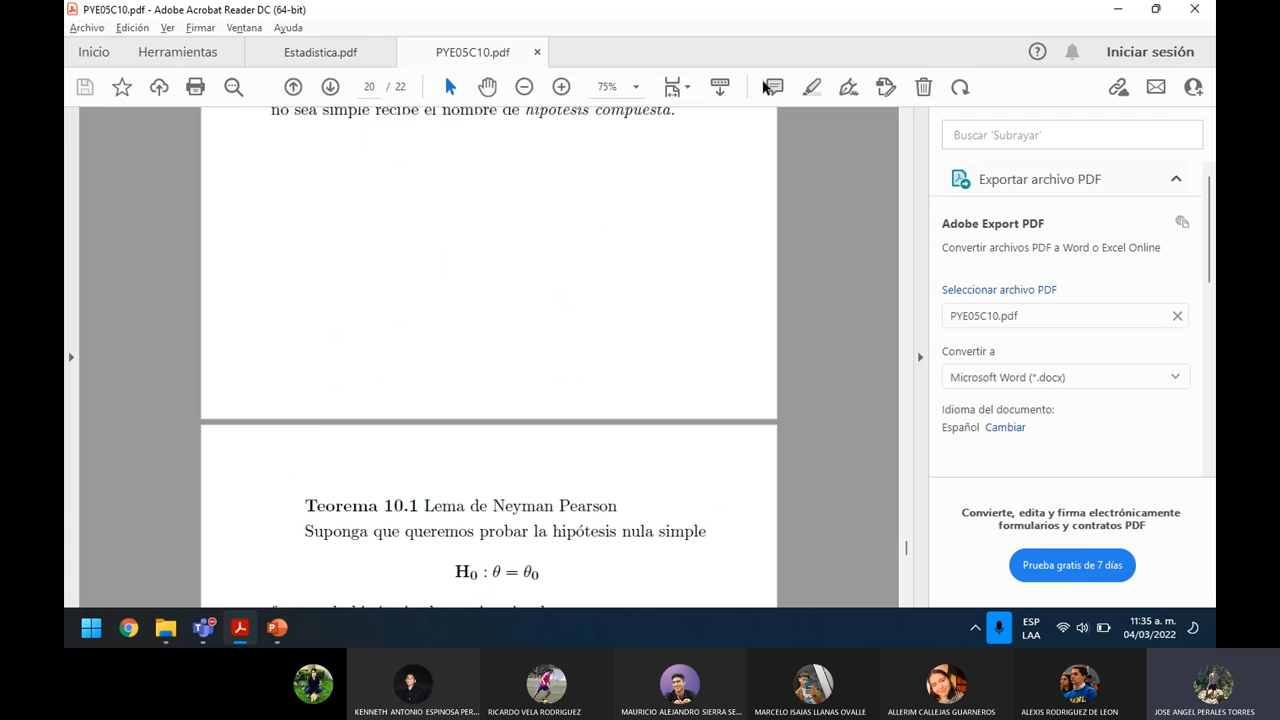 PYE05C10.pdf - Adobe Acrobat Reader DC (64-bit)
Archivo Edición Ver Firmar Ventana Ayuda
Inicio Herramientas Estadistica.pdf PYE05C10.pdf × Iniciar sesión
20 / 22 75%
no sea simple recibe el nombre de hipótesis compuesta.
Teorema 10.1 Lema de Neyman Pearson
Suponga que queremos probar la hipótesis nula simple
H₀ : θ = θ₀
Buscar 'Subrayar'
Exportar archivo PDF
Adobe Export PDF
Convertir archivos PDF a Word o Excel Online
Seleccionar archivo PDF
PYE05C10.pdf
Convertir a
Microsoft Word (*.docx)
Idioma del documento:
Español Cambiar
Convierte, edita y firma electrónicamente
formularios y contratos PDF
Prueba gratis de 7 días
ESP
LAA
11:35 a. m.
04/03/2022
KENNETH ANTONIO ESPINOSA PER...
RICARDO VELA RODRIGUEZ
MAURICIO ALEJANDRO SIERRA SE...
MARCELO ISAIAS LLANAS OVALLE
ALLERIM CALLEJAS GUARNEROS
ALEXIS RODRIGUEZ DE LEON
JOSE ANGEL PERALES TORRES